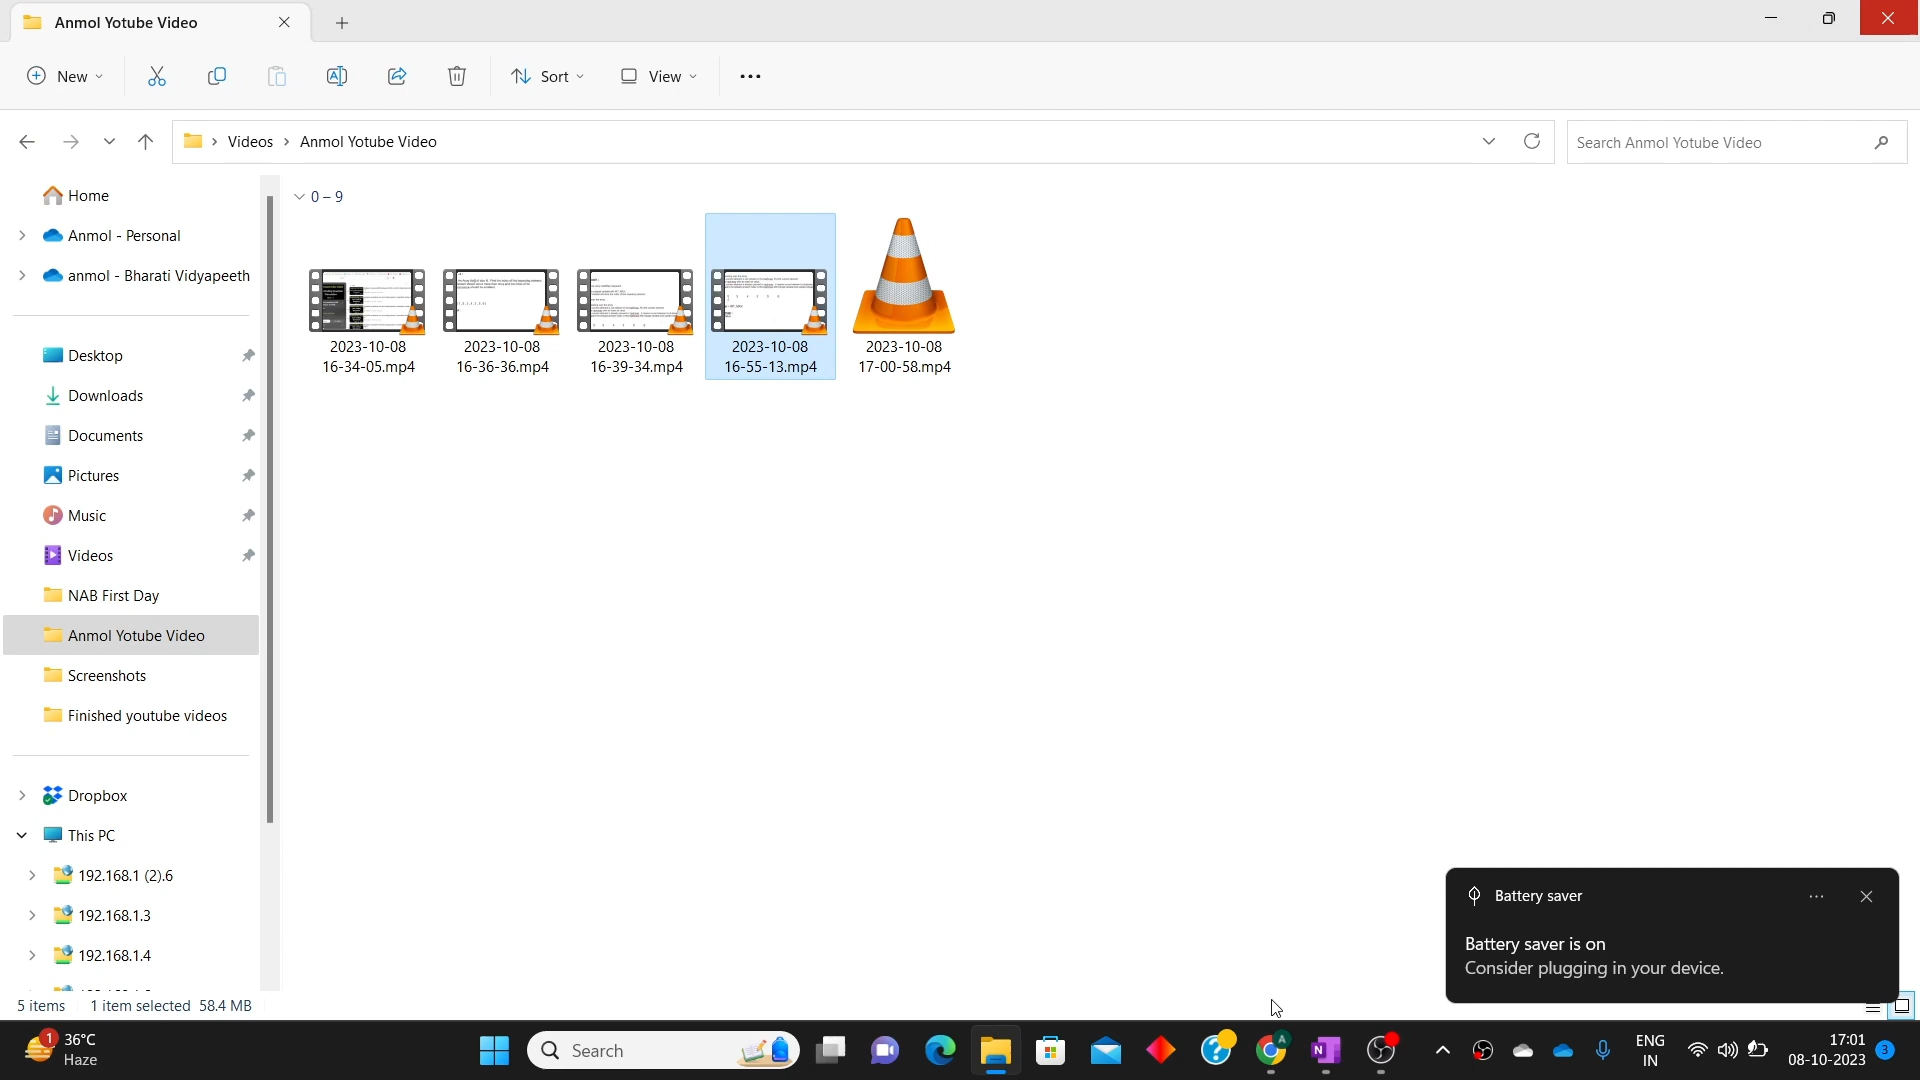 Anmol Yotube Video
New
Sort
View
Videos
Anmol Yotube Video
Search Anmol Yotube Video
Home
Anmol - Personal
anmol - Bharati Vidyapeeth
Desktop
Downloads
Documents
Pictures
Music
Videos
NAB First Day
Anmol Yotube Video
Screenshots
Finished youtube videos
Dropbox
This PC
192.168.1 (2).6
192.168.1.3
192.168.1.4
0 – 9
2023-10-08
16-34-05.mp4
2023-10-08
16-36-36.mp4
2023-10-08
16-39-34.mp4
2023-10-08
16-55-13.mp4
2023-10-08
17-00-58.mp4
Battery saver
Battery saver is on
Consider plugging in your device.
5 items 1 item selected 58.4 MB
1
36°C
Haze
Search
A
N
ENG
IN
17:01
08-10-2023
3